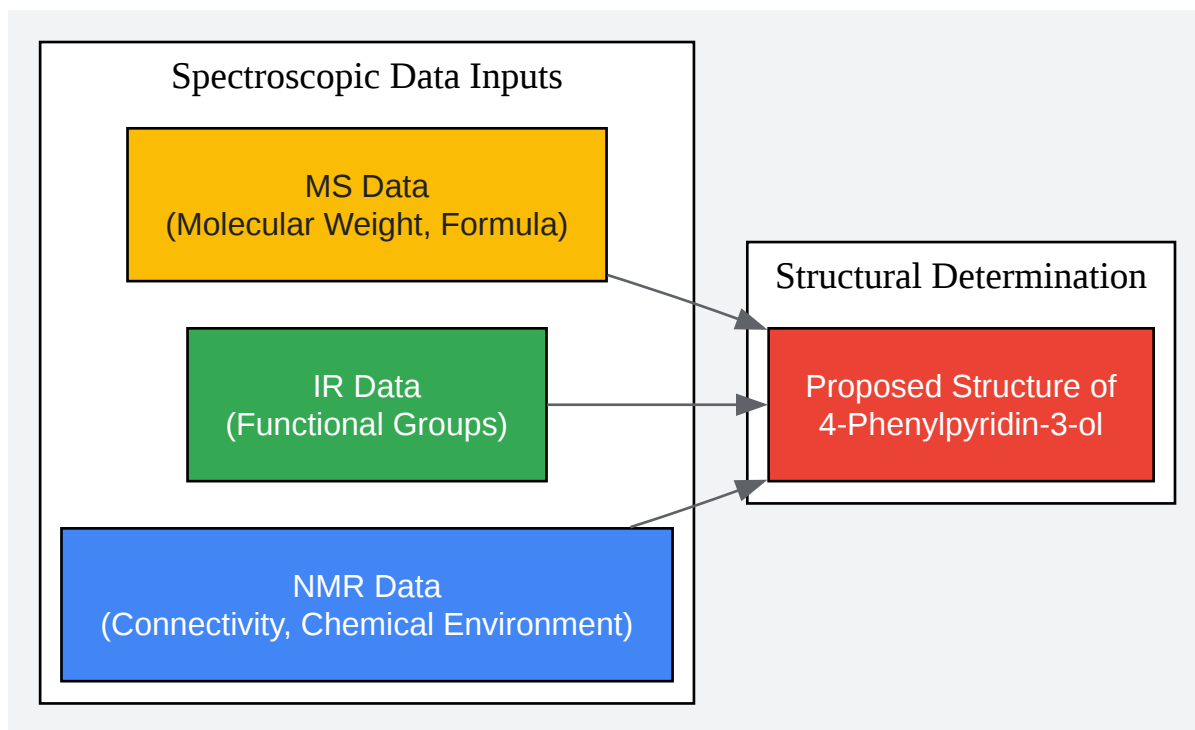 Spectroscopic Data Inputs
MS Data
(Molecular Weight, Formula)
IR Data
(Functional Groups)
NMR Data
(Connectivity, Chemical Environment)
Structural Determination
Proposed Structure of
4-Phenylpyridin-3-ol